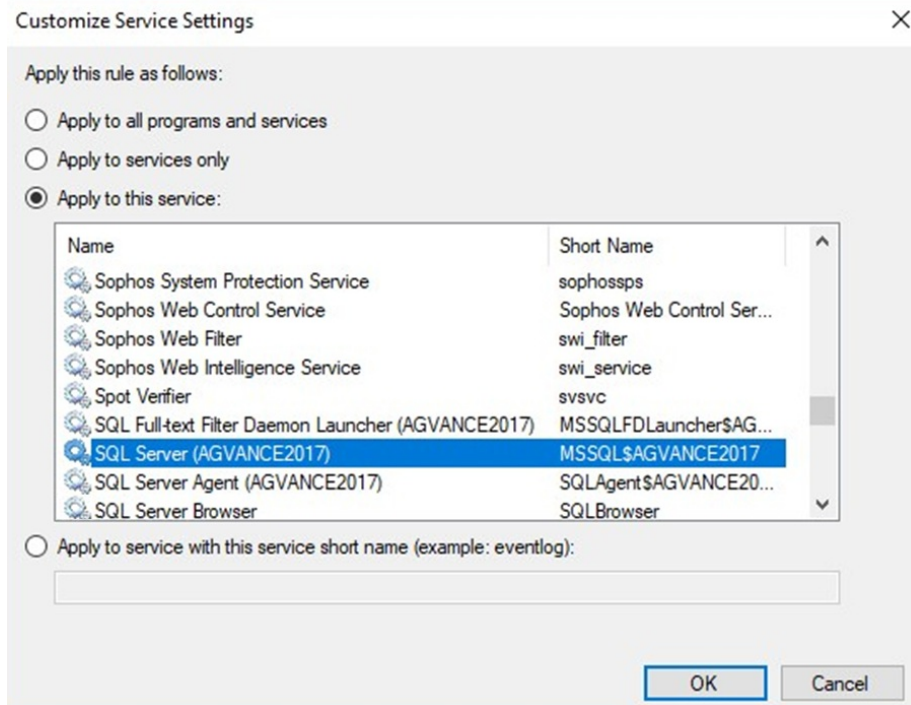 Customize Service Settings
Apply this rule as follows:
Apply to all programs and services
Apply to services only
Apply to this service:
Name Short Name
Sophos System Protection Service sophossps
Sophos Web Control Service Sophos Web Control Ser...
Sophos Web Filter swi_filter
Sophos Web Intelligence Service swi_service
Spot Verifier svsvc
SQL Full-text Filter Daemon Launcher (AGVANCE2017) MSSQLFDLauncher$AG...
SQL Server (AGVANCE2017) MSSQL$AGVANCE2017
SQL Server Agent (AGVANCE2017) SQLAgent$AGVANCE20...
SQL Server Browser SQLBrowser
Apply to service with this service short name (example: eventlog):
OK Cancel